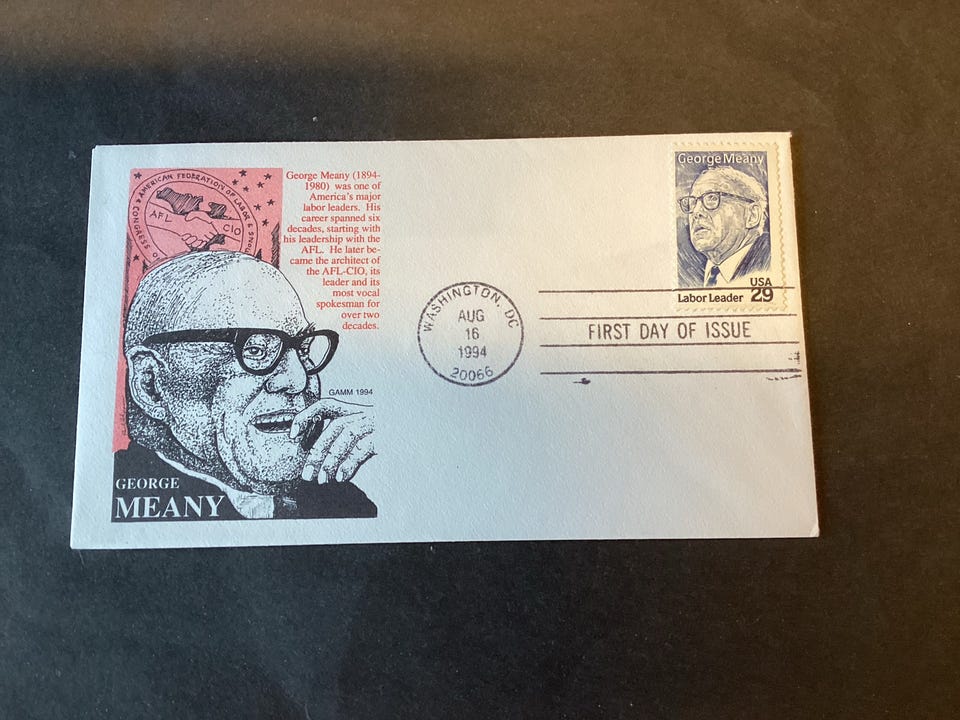 AMERICAN FEDERATION OF LABOR &
CONGRESS O
ONS
AFL
CIO
George Meany (1894-
1980) was one of
America's major
labor leaders. His
career spanned six
decades, starting with
his leadership with the
AFL. He later be-
came the architect of
the AFL-CIO, its
leader and its
most vocal
spokesman for
over two
decades.
GAMM 1994
GEORGE
MEANY
WASHINGTON, DC
AUG
16
1994
20066
FIRST DAY OF ISSUE
George Meany
USA
Labor Leader 29